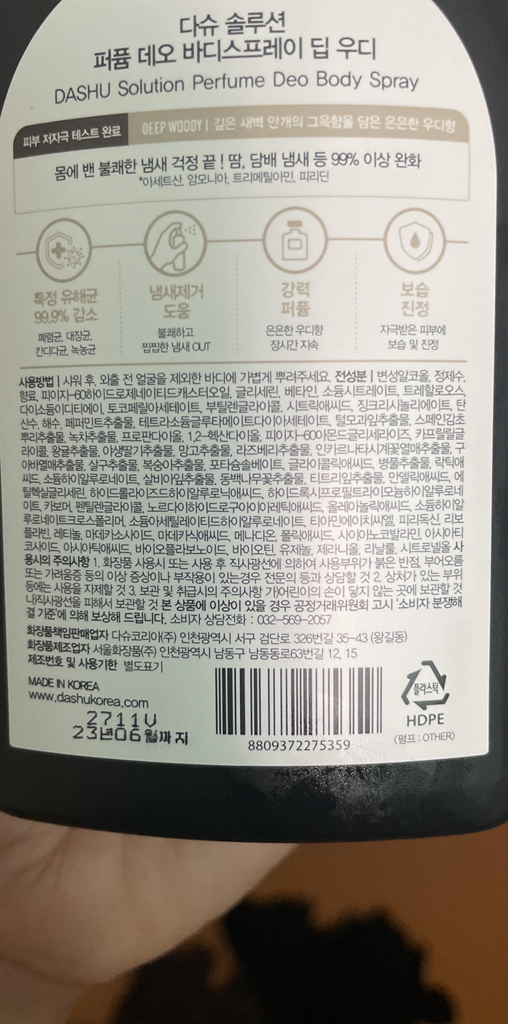 다슈 솔루션
퍼퓸 데오 바디스프레이 딥 우디
DASHU Solution Perfume Deo Body Spray
피부 저자극 테스트 완료
DEEP WOODY | 깊은 새벽 안개의 그윽함을 담은 은은한 우디향
몸에 밴 불쾌한 냄새 걱정 끝! 땀, 담배 냄새 등 99% 이상 완화
*아세트산, 암모니아, 트리메틸아민, 피리딘
특정 유해균
99.9% 감소
폐렴균, 대장균,
칸디다균, 녹농균
냄새제거
도움
불쾌하고
찝찝한 냄새 OUT
강력
퍼퓸
은은한 우디향
장시간 지속
보습
진정
자극받은 피부에
보습 및 진정
사용방법 | 샤워 후, 외출 전 얼굴을 제외한 바디에 가볍게 뿌려주세요. 전성분 | 변성알코올, 정제수,
향료, 피이지-60하이드로제네이티드캐스터오일, 글리세린, 베타인, 소듐시트레이트, 트레할로오스,
다이소듐이디티에이, 토코페릴아세테이트, 부틸렌글라이콜, 시트릭애씨드, 징크리시놀리에이트, 탄
산수, 해수, 페퍼민트추출물, 테트라소듐글루타메이트다이아세테이트, 털모과잎추출물, 스페인감초
뿌리추출물, 녹차추출물, 프로판다이올, 1,2-헥산다이올, 피이지-60아몬드글리세라이즈, 카프릴릴글
라이콜, 왕귤추출물, 야생딸기추출물, 망고추출물, 라즈베리추출물, 인카르나타시계꽃열매추출물, 구
아바열매추출물, 살구추출물, 복숭아추출물, 포타슘솔베이트, 글라이콜릭애씨드, 병풀추출물, 락틱애
씨드, 소듐하이알루로네이트, 살비아잎추출물, 동백나무꽃추출물, 티트리잎추출물, 만델릭애씨드, 에
틸헥실글리세린, 하이드롤라이즈드하이알루로닉애씨드, 하이드록시프로필트라이모늄하이알루로네
이트, 카보머, 펜틸렌글라이콜, 노르다이하이드로구아이아레틱애씨드, 올레아놀릭애씨드, 소듐하이알
루로네이트크로스폴리머, 소듐아세틸레이티드하이알루로네이트, 티아민에이치씨엘, 피리독신, 리보
플라빈, 레티놀, 마데카소사이드, 마데카식애씨드, 메나디온, 폴릭애씨드, 사이아노코발라민, 아시아티
코사이드, 아시아틱애씨드, 바이오플라보노이드, 바이오틴, 유제놀, 제라니올, 리날룰, 시트로넬올 사
용시의 주의사항 1. 화장품 사용시 또는 사용 후 직사광선에 의하여 사용부위가 붉은 반점, 부어오름
또는 가려움증 등의 이상 증상이나 부작용이 있는경우 전문의 등과 상담할 것 2. 상처가 있는 부위
등에는 사용을 자제할 것 3. 보관 및 취급시의 주의사항 가)어린이의 손이 닿지 않는 곳에 보관할 것
나)직사광선을 피해서 보관할 것 본 상품에 이상이 있을 경우 공정거래위원회 고시 '소비자 분쟁해
결 기준'에 의해 보상해 드립니다. 소비자 상담전화 : 032-569-2057
화장품책임판매업자 다슈코리아(주) 인천광역시 서구 검단로 326번길 35-43 (왕길동)
화장품제조업자 서울화장품(주) 인천광역시 남동구 남동동로63번길 12, 15
제조번호 및 사용기한 별도표기
MADE IN KOREA
www.dashukorea.com
2711V
23년06월까지
8809372275359
플라스틱
HDPE
(펌프 : OTHER)